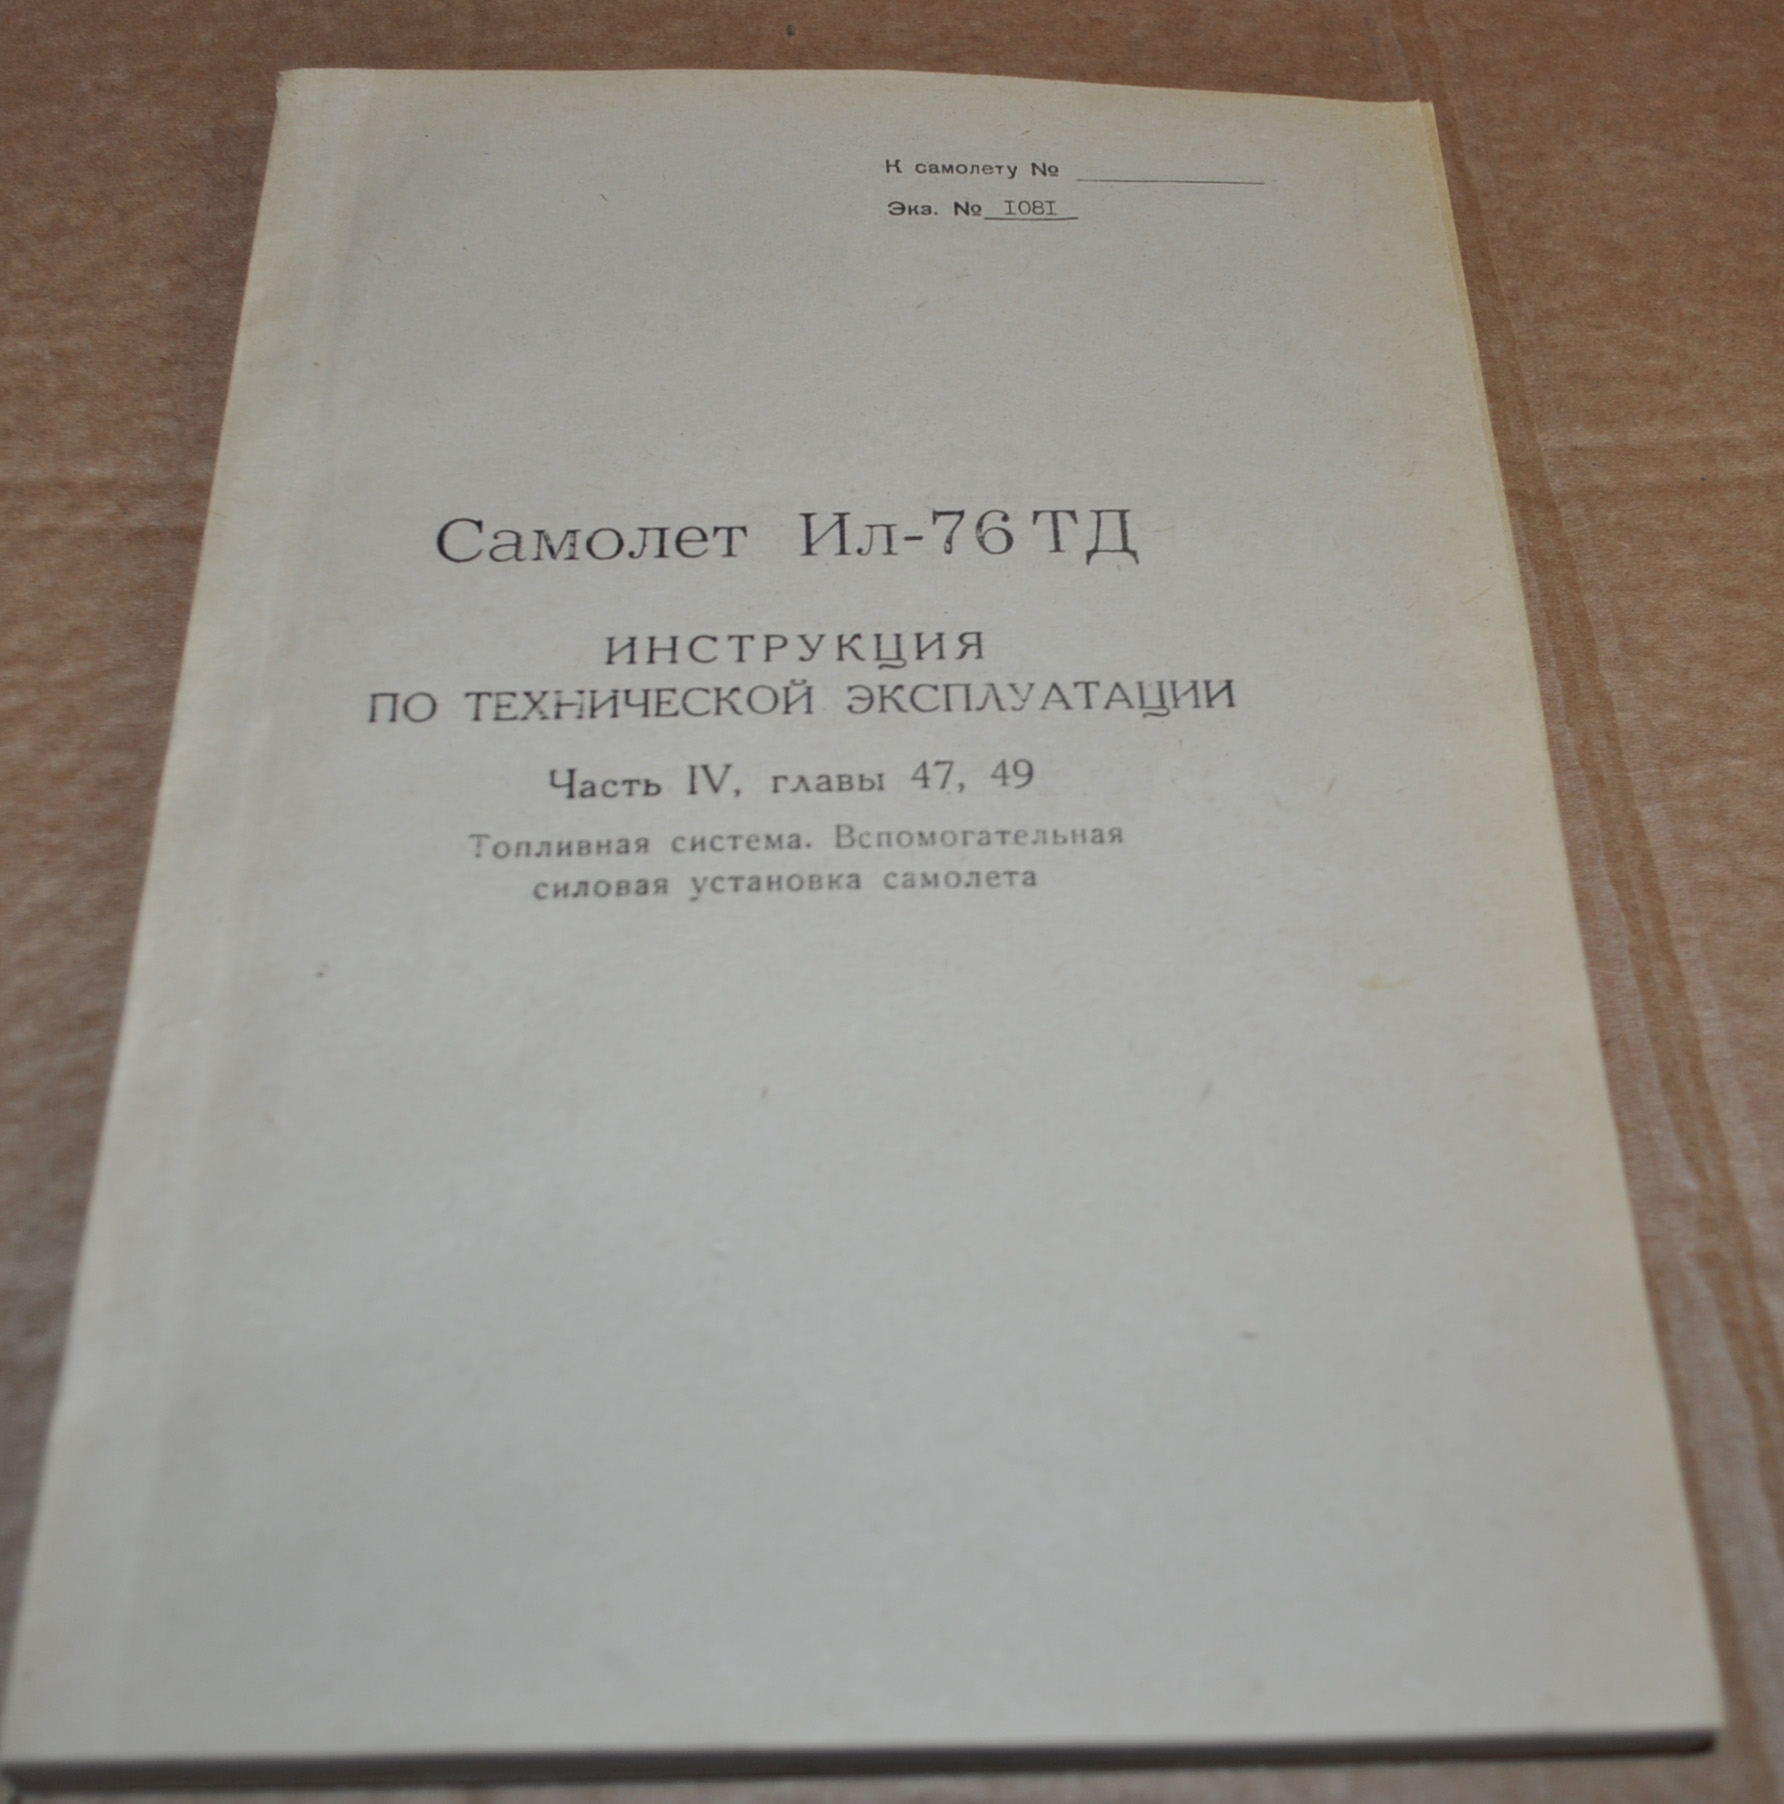 К самолету №
Экз. № I08I
Самолет Ил-76ТД
ИНСТРУКЦИЯ
ПО ТЕХНИЧЕСКОЙ ЭКСПЛУАТАЦИИ
Часть IV, главы 47, 49
Топливная система. Вспомогательная
силовая установка самолета